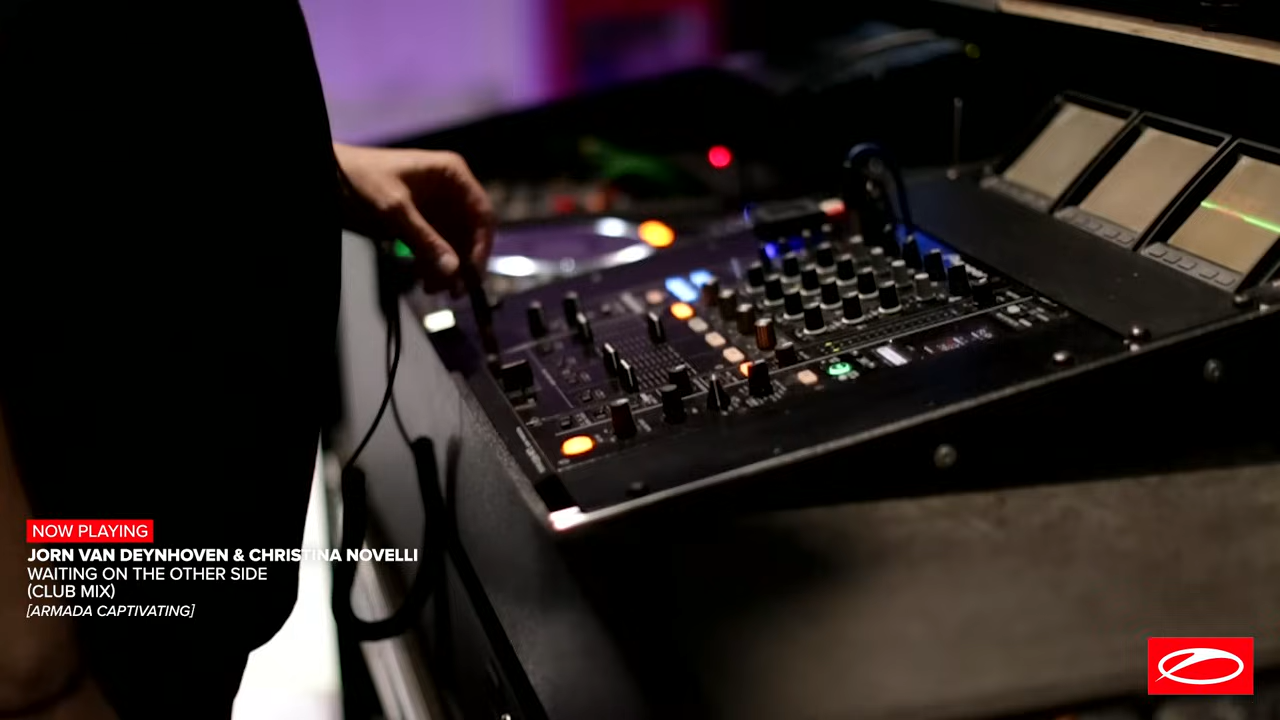 NOW PLAYING
JORN VAN DEYNHOVEN & CHRISTINA NOVELLI
WAITING ON THE OTHER SIDE
(CLUB MIX)
[ARMADA CAPTIVATING]